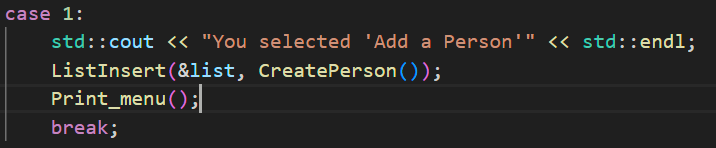 case 1:
    std::cout << "You selected 'Add a Person'" << std::endl;
    ListInsert(&list, CreatePerson());
    Print_menu();
    break;